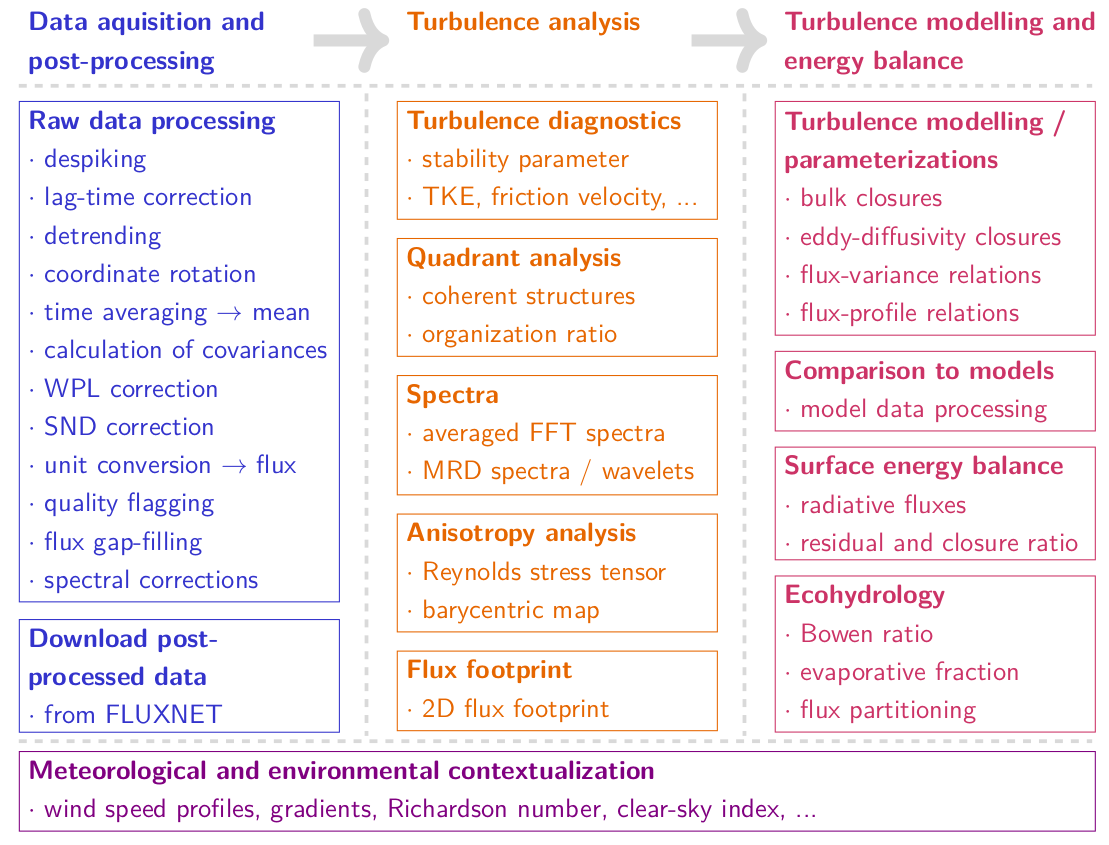 Data aquisition and
post-processing
Turbulence analysis
Turbulence modelling and
energy balance
Raw data processing
· despiking
· lag-time correction
· detrending
· coordinate rotation
· time averaging → mean
· calculation of covariances
· WPL correction
· SND correction
· unit conversion → flux
· quality flagging
· flux gap-filling
· spectral corrections
Download post-
processed data
· from FLUXNET
Turbulence diagnostics
· stability parameter
· TKE, friction velocity, ...
Quadrant analysis
· coherent structures
· organization ratio
Spectra
· averaged FFT spectra
· MRD spectra / wavelets
Anisotropy analysis
· Reynolds stress tensor
· barycentric map
Flux footprint
· 2D flux footprint
Turbulence modelling /
parameterizations
· bulk closures
· eddy-diffusivity closures
· flux-variance relations
· flux-profile relations
Comparison to models
· model data processing
Surface energy balance
· radiative fluxes
· residual and closure ratio
Ecohydrology
· Bowen ratio
· evaporative fraction
· flux partitioning
Meteorological and environmental contextualization
· wind speed profiles, gradients, Richardson number, clear-sky index, ...